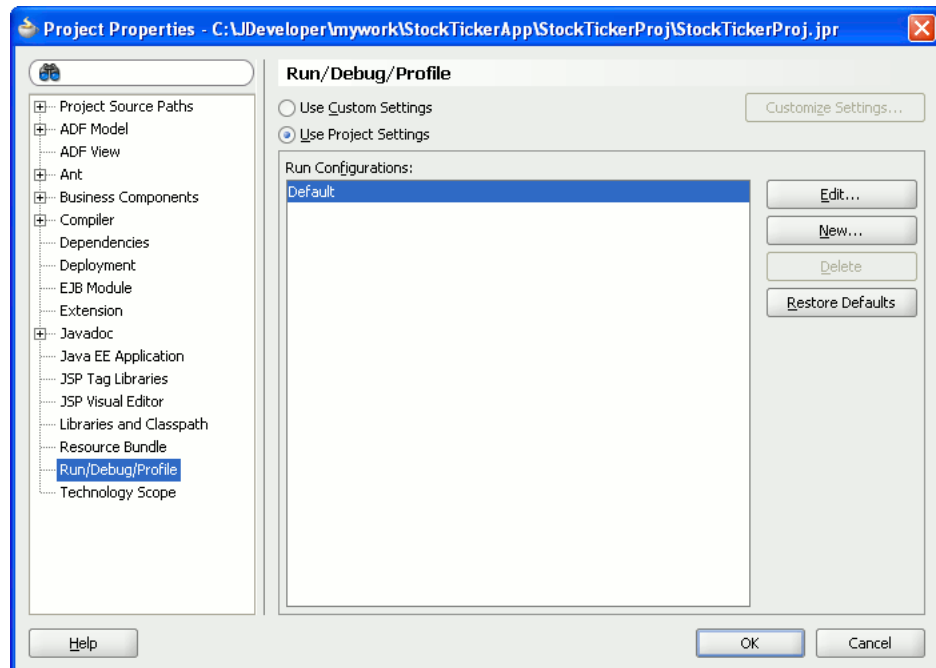 Project Properties - C:\JDeveloper\mywork\StockTickerApp\StockTickerProj\StockTickerProj.jpr
Project Source Paths
ADF Model
ADF View
Ant
Business Components
Compiler
Dependencies
Deployment
EJB Module
Extension
Javadoc
Java EE Application
JSP Tag Libraries
JSP Visual Editor
Libraries and Classpath
Resource Bundle
Run/Debug/Profile
Technology Scope
Run/Debug/Profile
Use Custom Settings
Customize Settings...
Use Project Settings
Run Configurations:
Default
Edit...
New...
Delete
Restore Defaults
Help
OK
Cancel